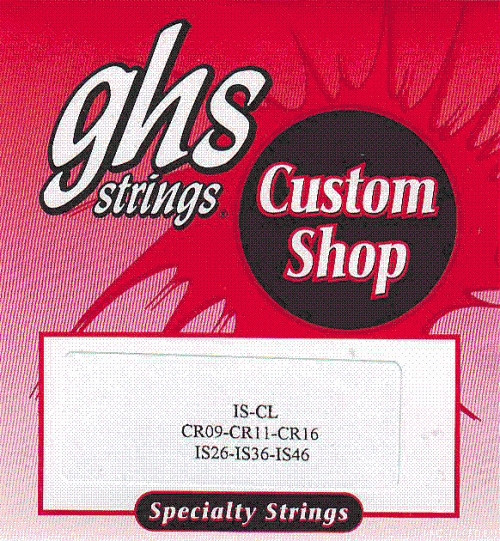 ghs
strings®
Custom
Shop
IS-CL
CR09-CR11-CR16
IS26-IS36-IS46
Specialty Strings